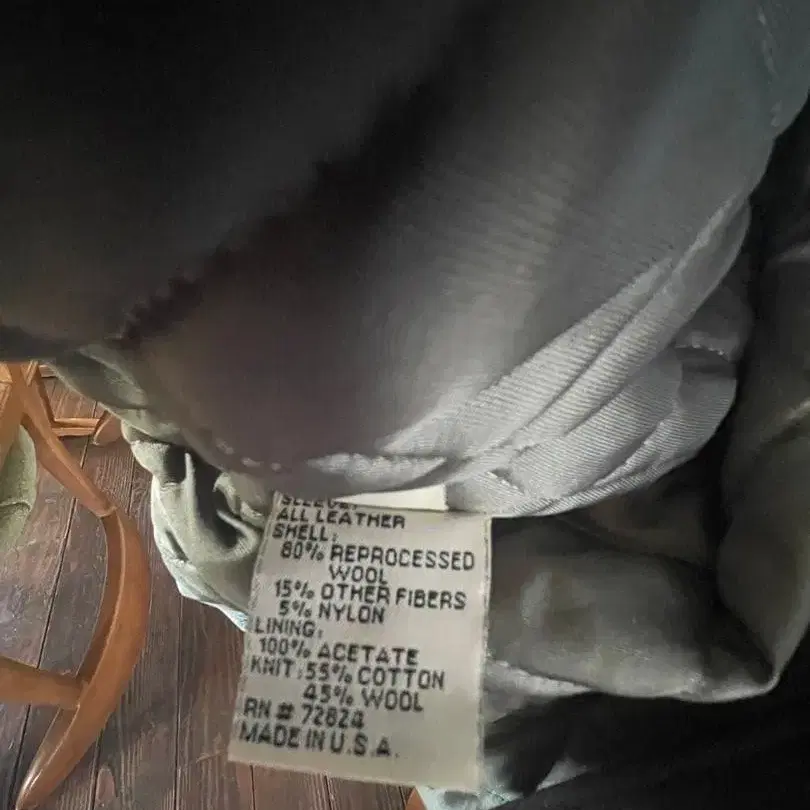 SLEEVE:
ALL LEATHER
SHELL:
80% REPROCESSED
WOOL
15% OTHER FIBERS
5% NYLON
LINING:
100% ACETATE
KNIT: 55% COTTON
45% WOOL
RN # 72824
MADE IN U.S.A.